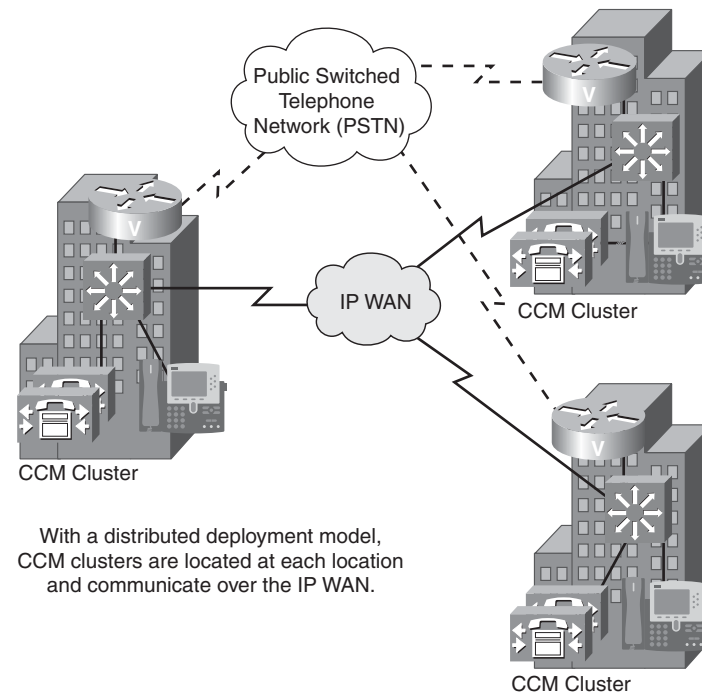 Public Switched
Telephone
Network (PSTN)
V
V
IP WAN
CCM Cluster
V
CCM Cluster
With a distributed deployment model,
CCM clusters are located at each location
and communicate over the IP WAN.
CCM Cluster